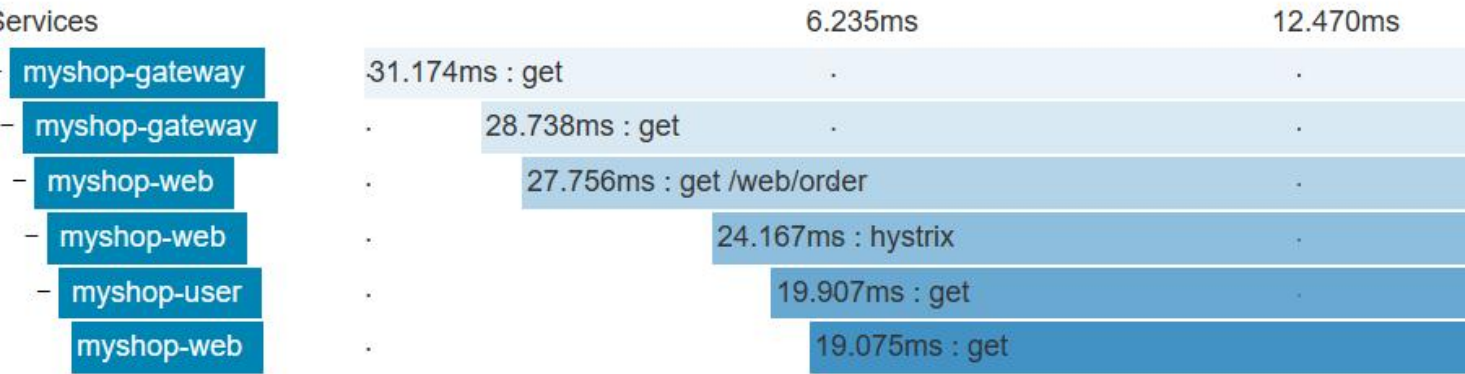 Services 6.235ms 12.470ms
myshop-gateway 31.174ms : get
myshop-gateway 28.738ms : get
myshop-web 27.756ms : get /web/order
myshop-web 24.167ms : hystrix
myshop-user 19.907ms : get
myshop-web 19.075ms : get